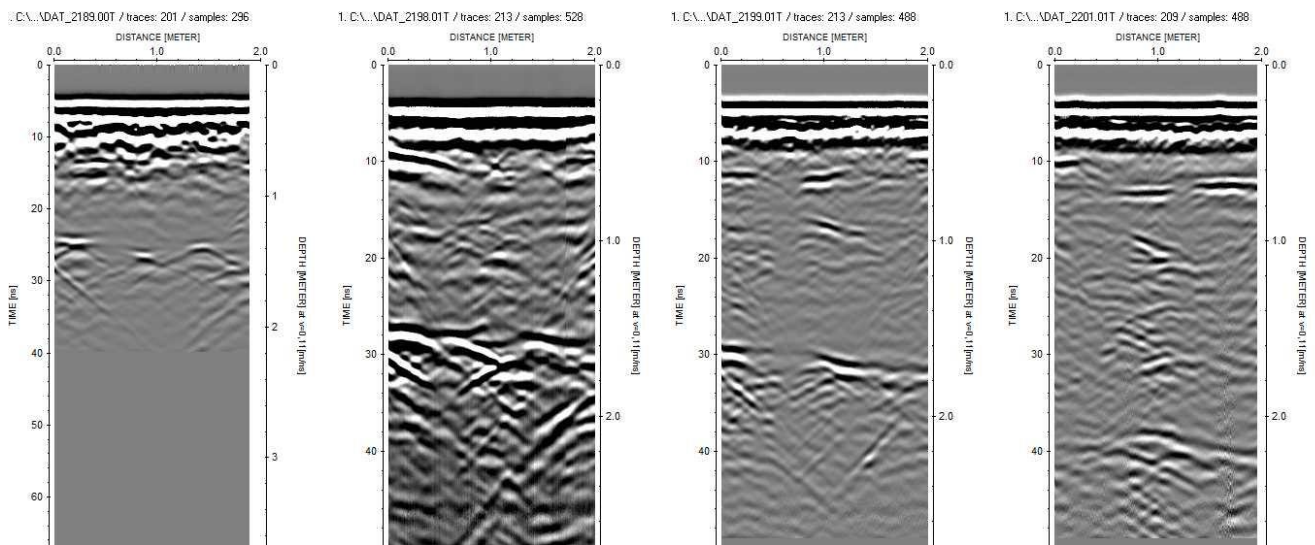 . C:\...\DAT_2189.00T / traces: 201 / samples: 296
DISTANCE [METER]
0.0 1.0 2.0
0 10 20 30 40 50 60
TIME [ns]
0 1 2 3
DEPTH [METER] at v=0.11[m/ns]
1. C:\...\DAT_2198.01T / traces: 213 / samples: 528
DISTANCE [METER]
0.0 1.0 2.0
0 10 20 30 40
TIME [ns]
0.0 1.0 2.0
DEPTH [METER] at v=0.11[m/ns]
1. C:\...\DAT_2199.01T / traces: 213 / samples: 488
DISTANCE [METER]
0.0 1.0 2.0
0 10 20 30 40
TIME [ns]
0.0 1.0 2.0
DEPTH [METER] at v=0.11[m/ns]
1. C:\...\DAT_2201.01T / traces: 209 / samples: 488
DISTANCE [METER]
0.0 1.0 2.0
0 10 20 30 40
TIME [ns]
0.0 1.0 2.0
DEPTH [METER] at v=0.11[m/ns]